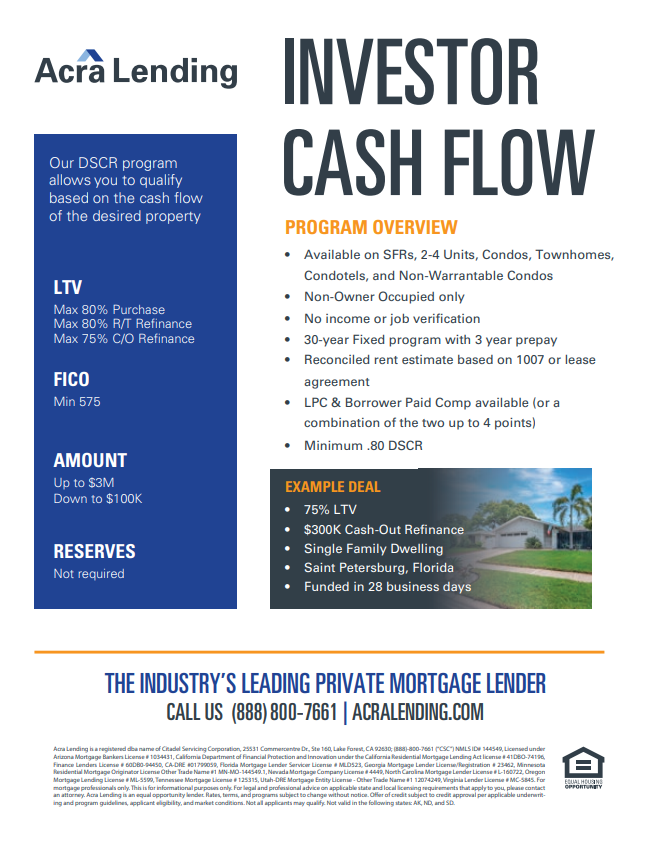 Acra Lending
INVESTOR
CASH FLOW
Our DSCR program
allows you to qualify
based on the cash flow
of the desired property
LTV
Max 80% Purchase
Max 80% R/T Refinance
Max 75% C/O Refinance
FICO
Min 575
AMOUNT
Up to $3M
Down to $100K
RESERVES
Not required
PROGRAM OVERVIEW
• Available on SFRs, 2-4 Units, Condos, Townhomes,
Condotels, and Non-Warrantable Condos
• Non-Owner Occupied only
• No income or job verification
• 30-year Fixed program with 3 year prepay
• Reconciled rent estimate based on 1007 or lease
agreement
• LPC & Borrower Paid Comp available (or a
combination of the two up to 4 points)
• Minimum .80 DSCR
EXAMPLE DEAL
• 75% LTV
• $300K Cash-Out Refinance
• Single Family Dwelling
• Saint Petersburg, Florida
• Funded in 28 business days
THE INDUSTRY'S LEADING PRIVATE MORTGAGE LENDER
CALL US (888) 800-7661 | ACRALENDING.COM
Acra Lending is a registered dba name of Citadel Servicing Corporation, 25531 Commercentre Dr., Ste 160, Lake Forest, CA 92630; (888)-800-7661 ("CSC") NMLS ID# 144549, Licensed under
Arizona Mortgage Bankers License # 1034431, California Department of Financial Protection and Innovation under the California Residential Mortgage Lending Act license # 41DBO-74196,
Finance Lenders License # 60DBO-94450, CA-DRE #01799059, Florida Mortgage Lender Servicer License # MLD523, Georgia Mortgage Lender License/Registration # 23462, Minnesota
Residential Mortgage Originator License Other Trade Name #1 MN-MO-144549.1, Nevada Mortgage Company License # 4449, North Carolina Mortgage Lender License # L-160722, Oregon
Mortgage Lending License # ML-5599, Tennessee Mortgage License # 125315, Utah-DRE Mortgage Entity License - Other Trade Name #1 12074249, Virginia Lender License # MC-5845. For
mortgage professionals only. This is for informational purposes only. For legal and professional advice on applicable state and local licensing requirements that apply to you, please contact
an attorney. Acra Lending is an equal opportunity lender. Rates, terms, and programs subject to change without notice. Offer of credit subject to credit approval per applicable underwrit-
ing and program guidelines, applicant eligibility, and market conditions. Not all applicants may qualify. Not valid in the following states: AK, ND, and SD.
EQUAL HOUSING
OPPORTUNITY